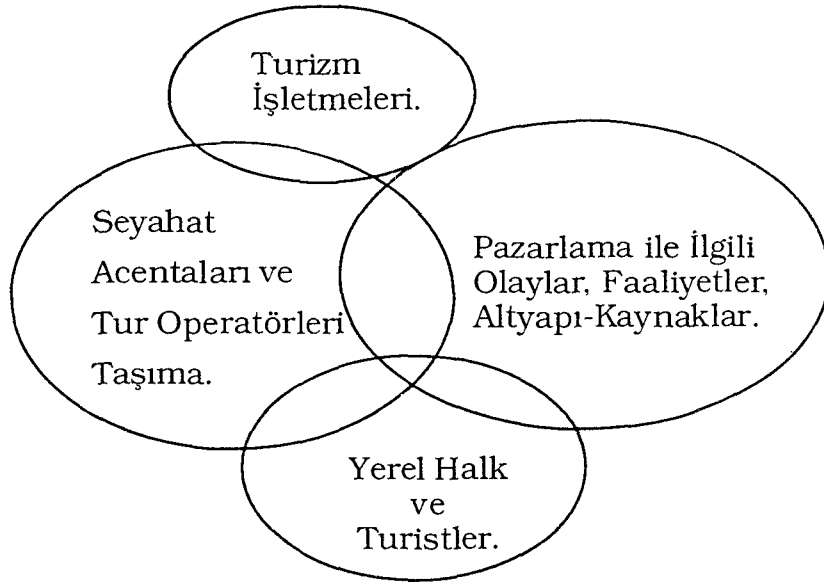 Turizm
İşletmeleri.
Seyahat
Acentaları ve
Tur Operatörleri
Taşıma.
Pazarlama ile İlgili
Olaylar, Faaliyetler,
Altyapı-Kaynaklar.
Yerel Halk
ve
Turistler.